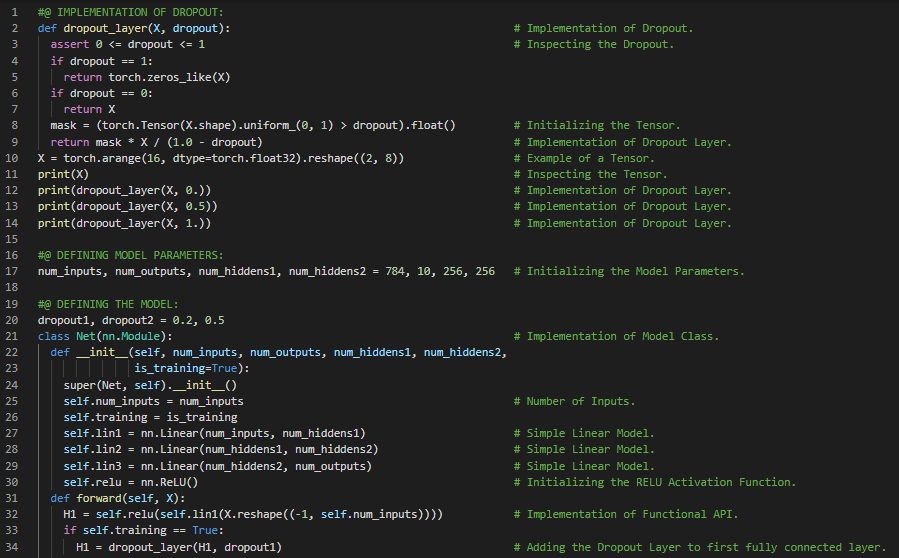 1 #@ IMPLEMENTATION OF DROPOUT:
2 def dropout_layer(X, dropout): # Implementation of Dropout.
3 assert 0 <= dropout <= 1 # Inspecting the Dropout.
4 if dropout == 1:
5 return torch.zeros_like(X)
6 if dropout == 0:
7 return X
8 mask = (torch.Tensor(X.shape).uniform_(0, 1) > dropout).float() # Initializing the Tensor.
9 return mask * X / (1.0 - dropout) # Implementation of Dropout Layer.
10 X = torch.arange(16, dtype=torch.float32).reshape((2, 8)) # Example of a Tensor.
11 print(X) # Inspecting the Tensor.
12 print(dropout_layer(X, 0.)) # Implementation of Dropout Layer.
13 print(dropout_layer(X, 0.5)) # Implementation of Dropout Layer.
14 print(dropout_layer(X, 1.)) # Implementation of Dropout Layer.
15
16 #@ DEFINING MODEL PARAMETERS:
17 num_inputs, num_outputs, num_hiddens1, num_hiddens2 = 784, 10, 256, 256 # Initializing the Model Parameters.
18
19 #@ DEFINING THE MODEL:
20 dropout1, dropout2 = 0.2, 0.5
21 class Net(nn.Module): # Implementation of Model Class.
22 def __init__(self, num_inputs, num_outputs, num_hiddens1, num_hiddens2,
23 is_training=True):
24 super(Net, self).__init__()
25 self.num_inputs = num_inputs # Number of Inputs.
26 self.training = is_training
27 self.lin1 = nn.Linear(num_inputs, num_hiddens1) # Simple Linear Model.
28 self.lin2 = nn.Linear(num_hiddens1, num_hiddens2) # Simple Linear Model.
29 self.lin3 = nn.Linear(num_hiddens2, num_outputs) # Simple Linear Model.
30 self.relu = nn.ReLU() # Initializing the RELU Activation Function.
31 def forward(self, X):
32 H1 = self.relu(self.lin1(X.reshape((-1, self.num_inputs)))) # Implementation of Functional API.
33 if self.training == True:
34 H1 = dropout_layer(H1, dropout1) # Adding the Dropout Layer to first fully connected layer.